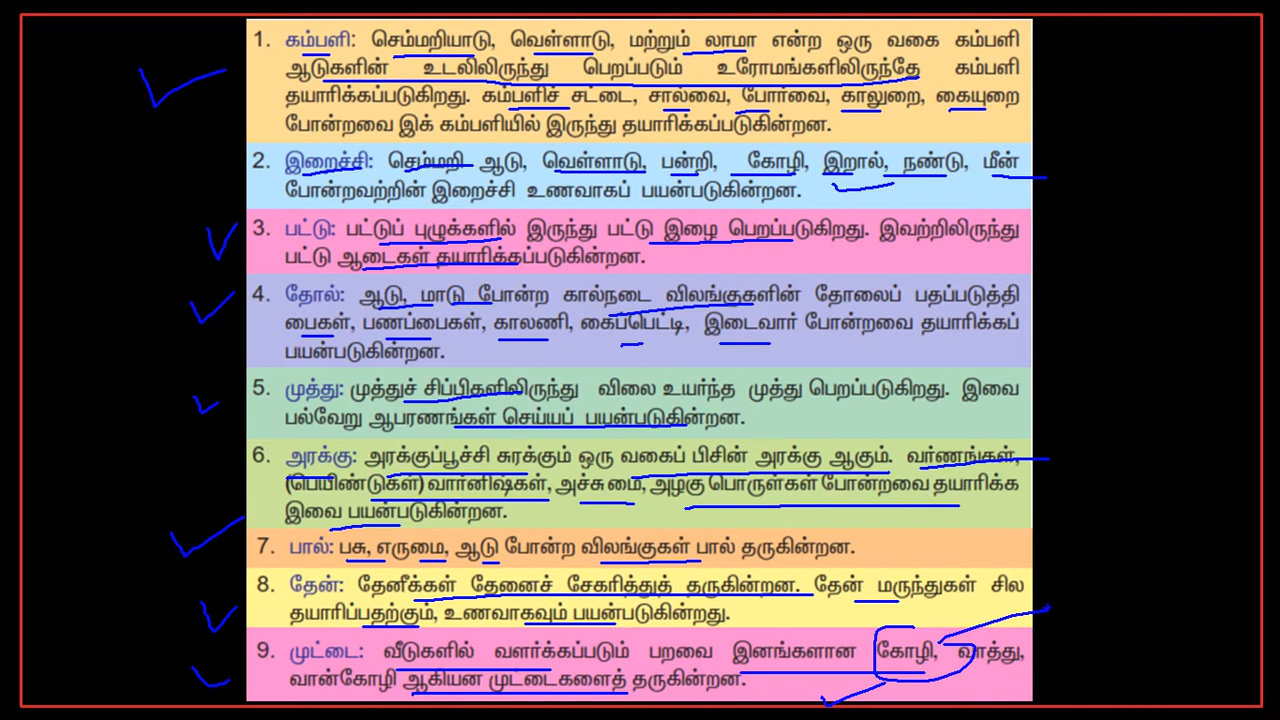 1. கம்பளி: செம்மறியாடு, வெள்ளாடு, மற்றும் லாமா என்ற ஒரு வகை கம்பளி
ஆடுகளின் உடலிலிருந்து பெறப்படும் உரோமங்களிலிருந்தே கம்பளி
தயாரிக்கப்படுகிறது. கம்பளிச் சட்டை, சால்வை, போர்வை, காலுறை, கையுறை
போன்றவை இக் கம்பளியில் இருந்து தயாரிக்கப்படுகின்றன.
2. இறைச்சி: செம்மறி ஆடு, வெள்ளாடு, பன்றி, கோழி, இறால், நண்டு, மீன்
போன்றவற்றின் இறைச்சி உணவாகப் பயன்படுகின்றன.
3. பட்டு: பட்டுப் புழுக்களில் இருந்து பட்டு இழை பெறப்படுகிறது. இவற்றிலிருந்து
பட்டு ஆடைகள் தயாரிக்கப்படுகின்றன.
4. தோல்: ஆடு, மாடு போன்ற கால்நடை விலங்குகளின் தோலைப் பதப்படுத்தி
பைகள், பணப்பைகள், காலணி, கைப்பெட்டி, இடைவார் போன்றவை தயாரிக்கப்
பயன்படுகின்றன.
5. முத்து: முத்துச் சிப்பிகளிலிருந்து விலை உயர்ந்த முத்து பெறப்படுகிறது. இவை
பல்வேறு ஆபரணங்கள் செய்யப் பயன்படுகின்றன.
6. அரக்கு: அரக்குப்பூச்சி சுரக்கும் ஒரு வகைப் பிசின் அரக்கு ஆகும். வர்ணங்கள்,
(பெயிண்டுகள்) வார்னிஷ்கள், அச்சு மை, அழகு பொருள்கள் போன்றவை தயாரிக்க
இவை பயன்படுகின்றன.
7. பால்: பசு, எருமை, ஆடு போன்ற விலங்குகள் பால் தருகின்றன.
8. தேன்: தேனீக்கள் தேனைச் சேகரித்துத் தருகின்றன. தேன் மருந்துகள் சில
தயாரிப்பதற்கும், உணவாகவும் பயன்படுகின்றது.
9. முட்டை: வீடுகளில் வளர்க்கப்படும் பறவை இனங்களான கோழி, வாத்து,
வான்கோழி ஆகியன முட்டைகளைத் தருகின்றன.